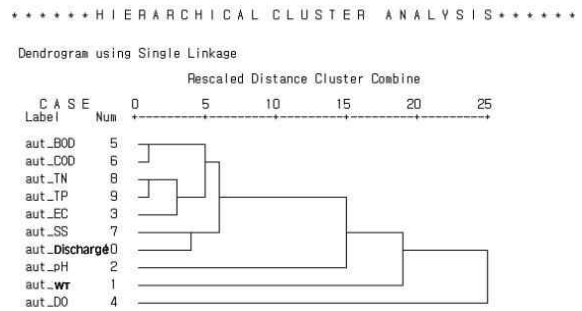 * * * * * * H I E R A R C H I C A L  C L U S T E R  A N A L Y S I S * * * * * *
Dendrogram using Single Linkage
Rescaled Distance Cluster Combine
C A S E 0 5 10 15 20 25
Label Num +---------+---------+---------+---------+---------+
aut_BOD 5
aut_COD 6
aut_TN 8
aut_TP 9
aut_EC 3
aut_SS 7
aut_Discharge 0
aut_pH 2
aut_WT 1
aut_DO 4